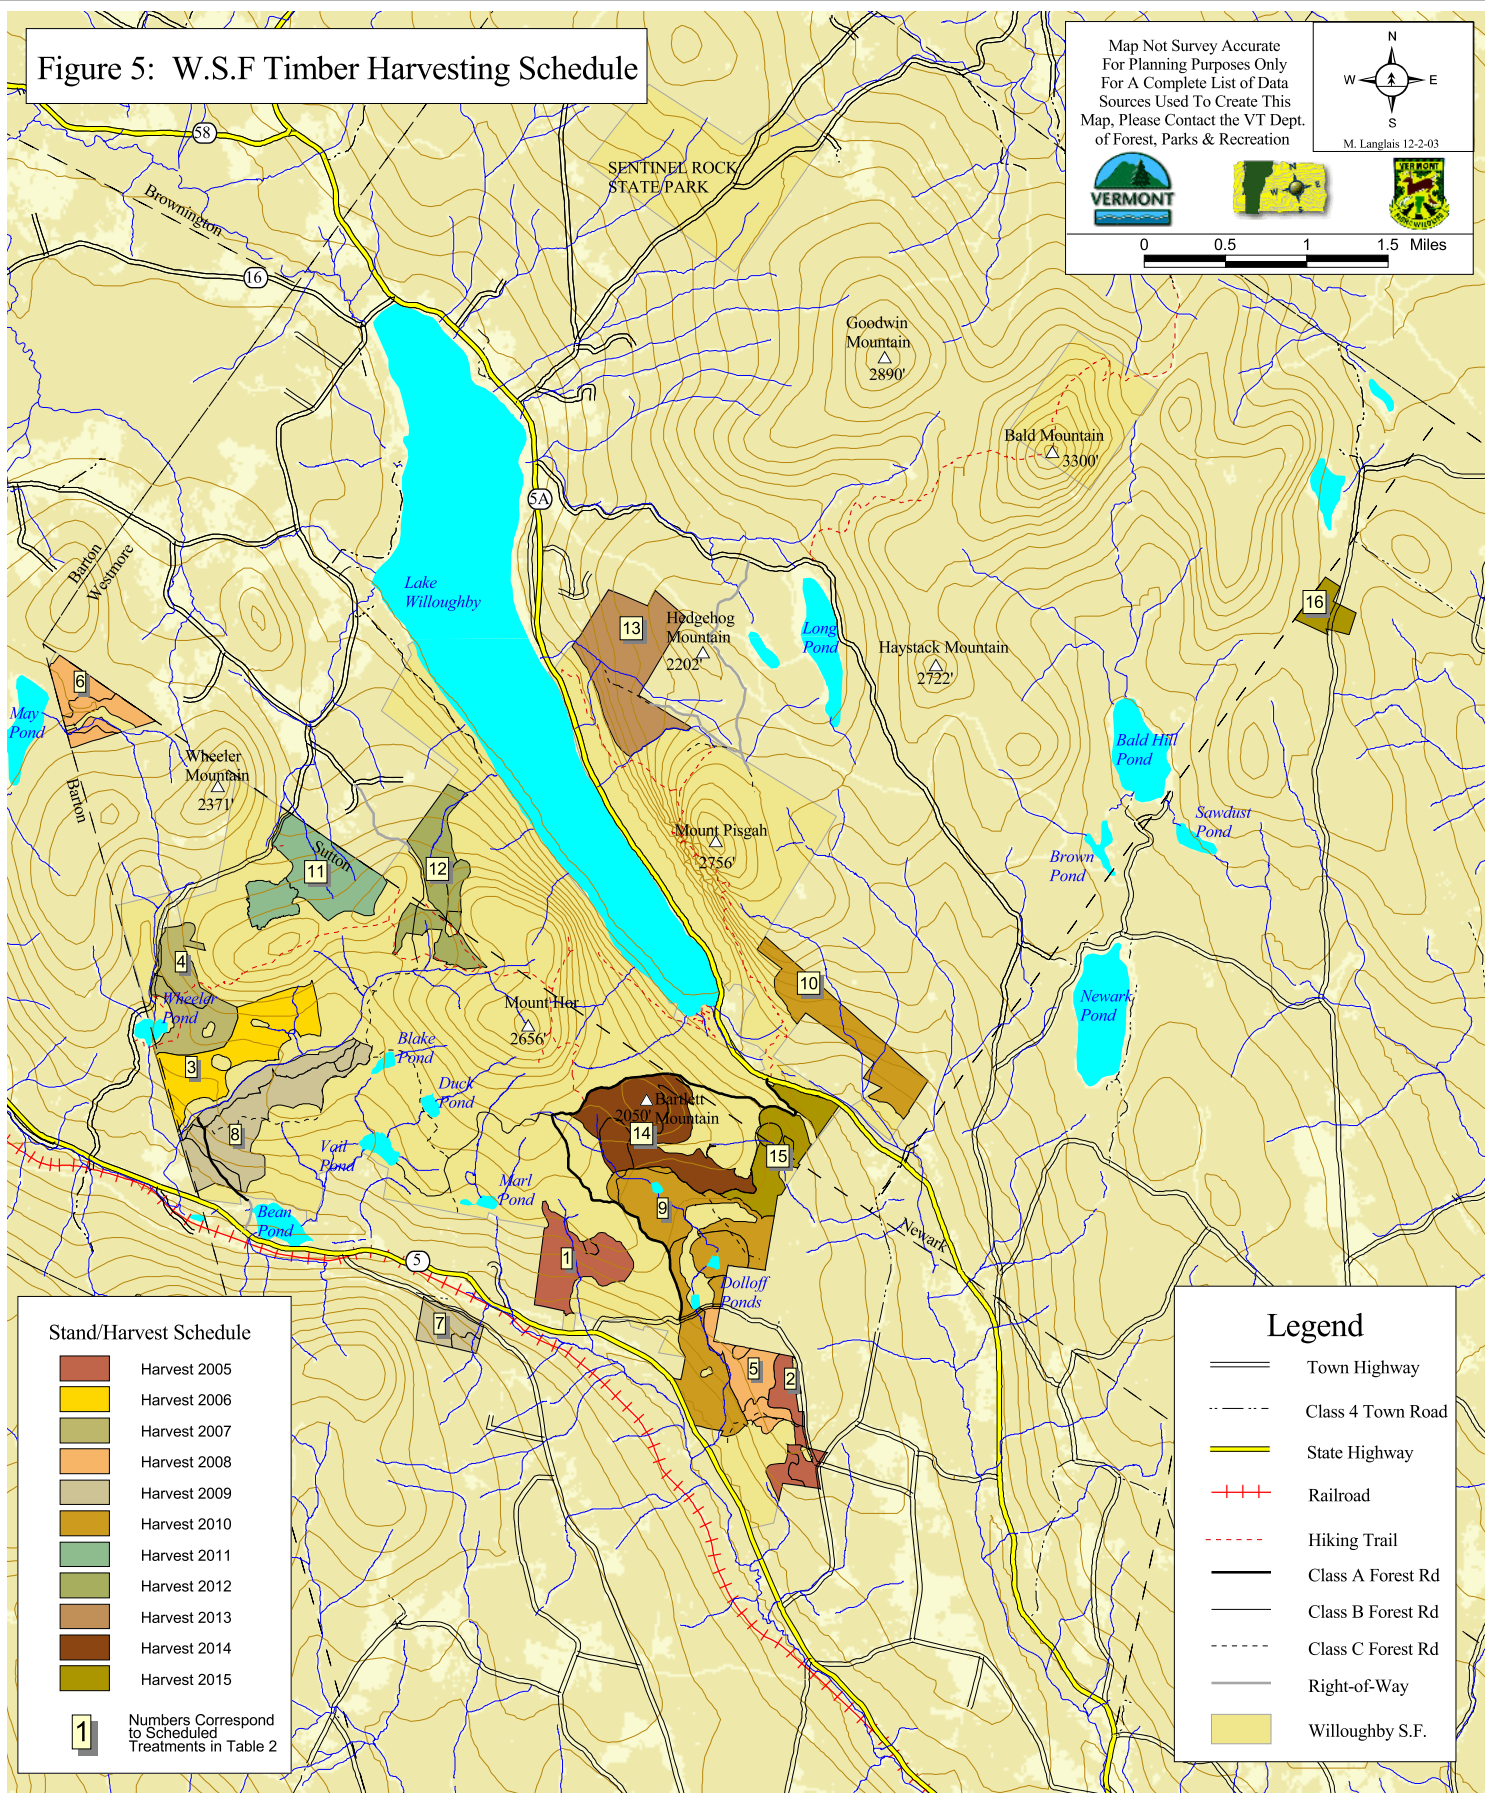 Figure 5: W.S.F Timber Harvesting Schedule
Map Not Survey Accurate
For Planning Purposes Only
For A Complete List of Data
Sources Used To Create This
Map, Please Contact the VT Dept.
of Forest, Parks & Recreation
N
W
E
S
M. Langlais 12-2-03
VERMONT
N
W
S
VERMONT
0 0.5 1 1.5 Miles
58
Brownington
16
SENTINEL ROCK
STATE PARK
Goodwin
Mountain
2890'
Bald Mountain
3300'
5A
Barton
Westmore
Lake
Willoughby
13
Hedgehog
Mountain
2202'
Long
Pond
Haystack Mountain
2722'
16
6
May
Pond
Wheeler
Mountain
2371'
Barton
Bald Hill
Pond
Sawdust
Pond
Brown
Pond
Mount Pisgah
2756'
Sutton
11
12
4
Wheeler
Pond
10
Newark
Pond
Mount Hor
2656'
3
Blake
Pond
Duck
Pond
Bartlett
2050'
Mountain
14
8
Vail
Pond
15
Marl
Pond
9
Bean
Pond
Newark
5
1
Dolloff
Ponds
7
5
2
Stand/Harvest Schedule
Harvest 2005
Harvest 2006
Harvest 2007
Harvest 2008
Harvest 2009
Harvest 2010
Harvest 2011
Harvest 2012
Harvest 2013
Harvest 2014
Harvest 2015
1
Numbers Correspond
to Scheduled
Treatments in Table 2
Legend
Town Highway
Class 4 Town Road
State Highway
Railroad
Hiking Trail
Class A Forest Rd
Class B Forest Rd
Class C Forest Rd
Right-of-Way
Willoughby S.F.